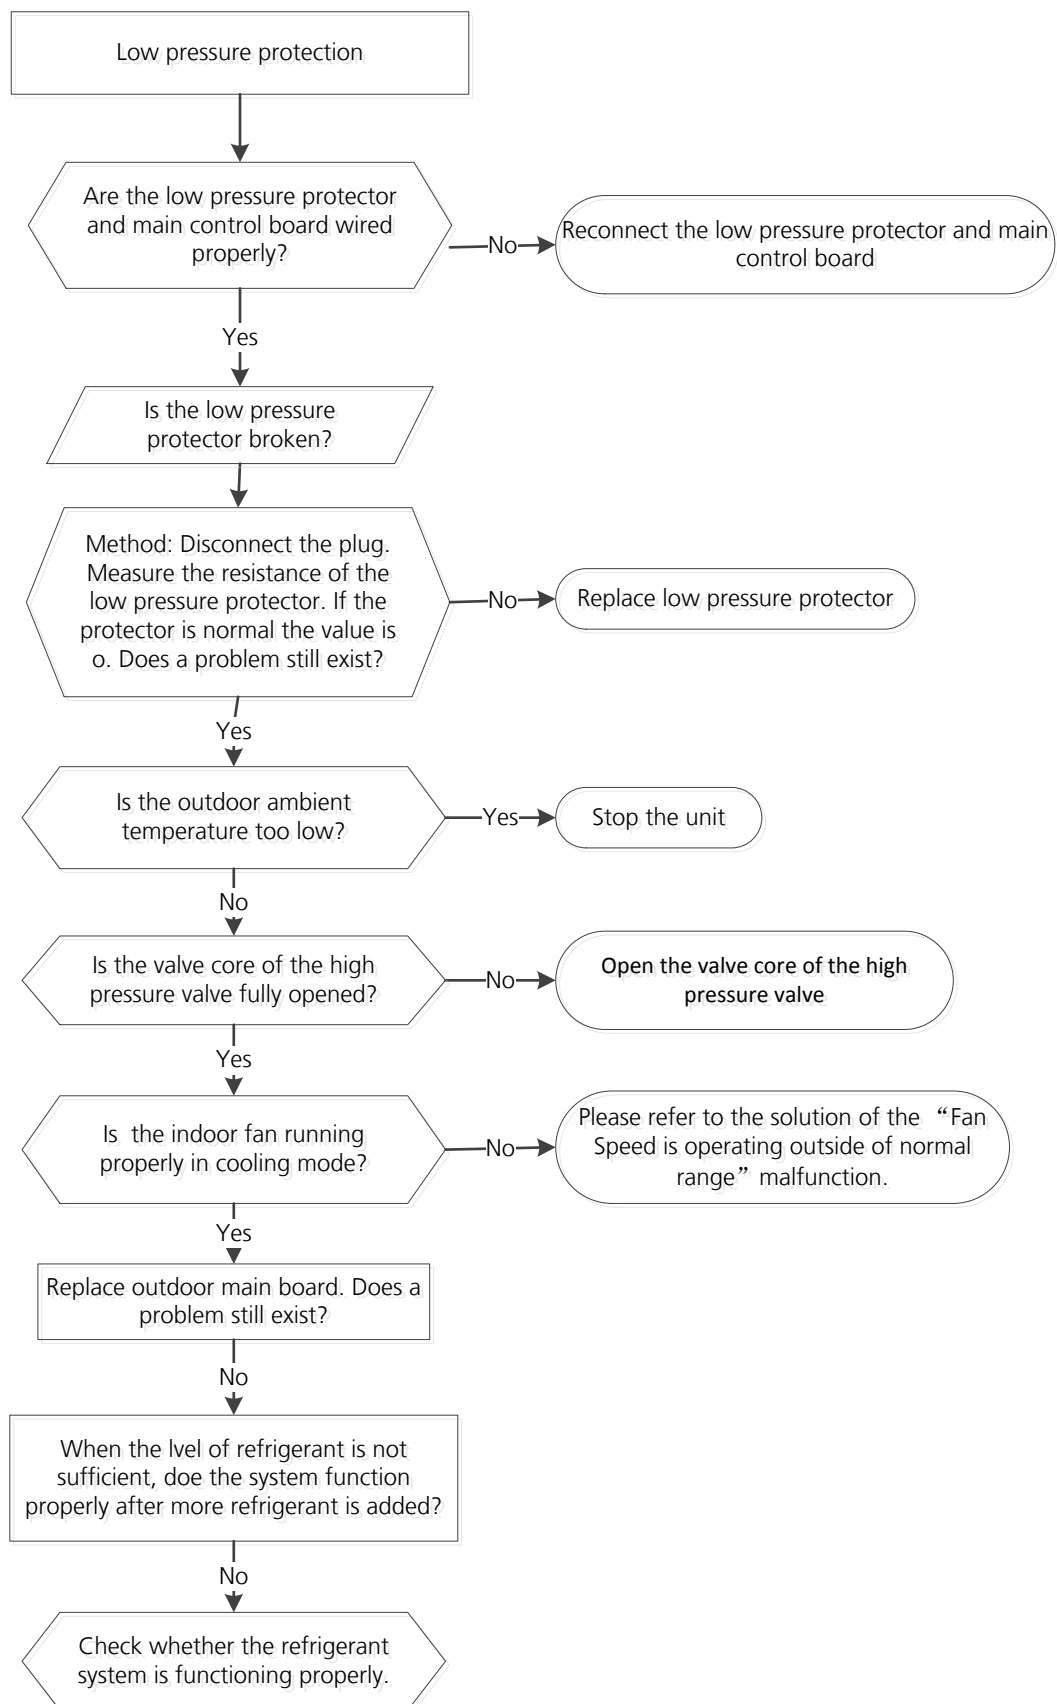 Low pressure protection
Are the low pressure protector
and main control board wired
properly?
No
Reconnect the low pressure protector and main
control board
Yes
Is the low pressure
protector broken?
Method: Disconnect the plug.
Measure the resistance of the
low pressure protector. If the
protector is normal the value is
o. Does a problem still exist?
No
Replace low pressure protector
Yes
Is the outdoor ambient
temperature too low?
Yes
Stop the unit
No
Is the valve core of the high
pressure valve fully opened?
No
Open the valve core of the high
pressure valve
Yes
Is the indoor fan running
properly in cooling mode?
No
Please refer to the solution of the “Fan
Speed is operating outside of normal
range” malfunction.
Yes
Replace outdoor main board. Does a
problem still exist?
No
When the lvel of refrigerant is not
sufficient, doe the system function
properly after more refrigerant is added?
No
Check whether the refrigerant
system is functioning properly.